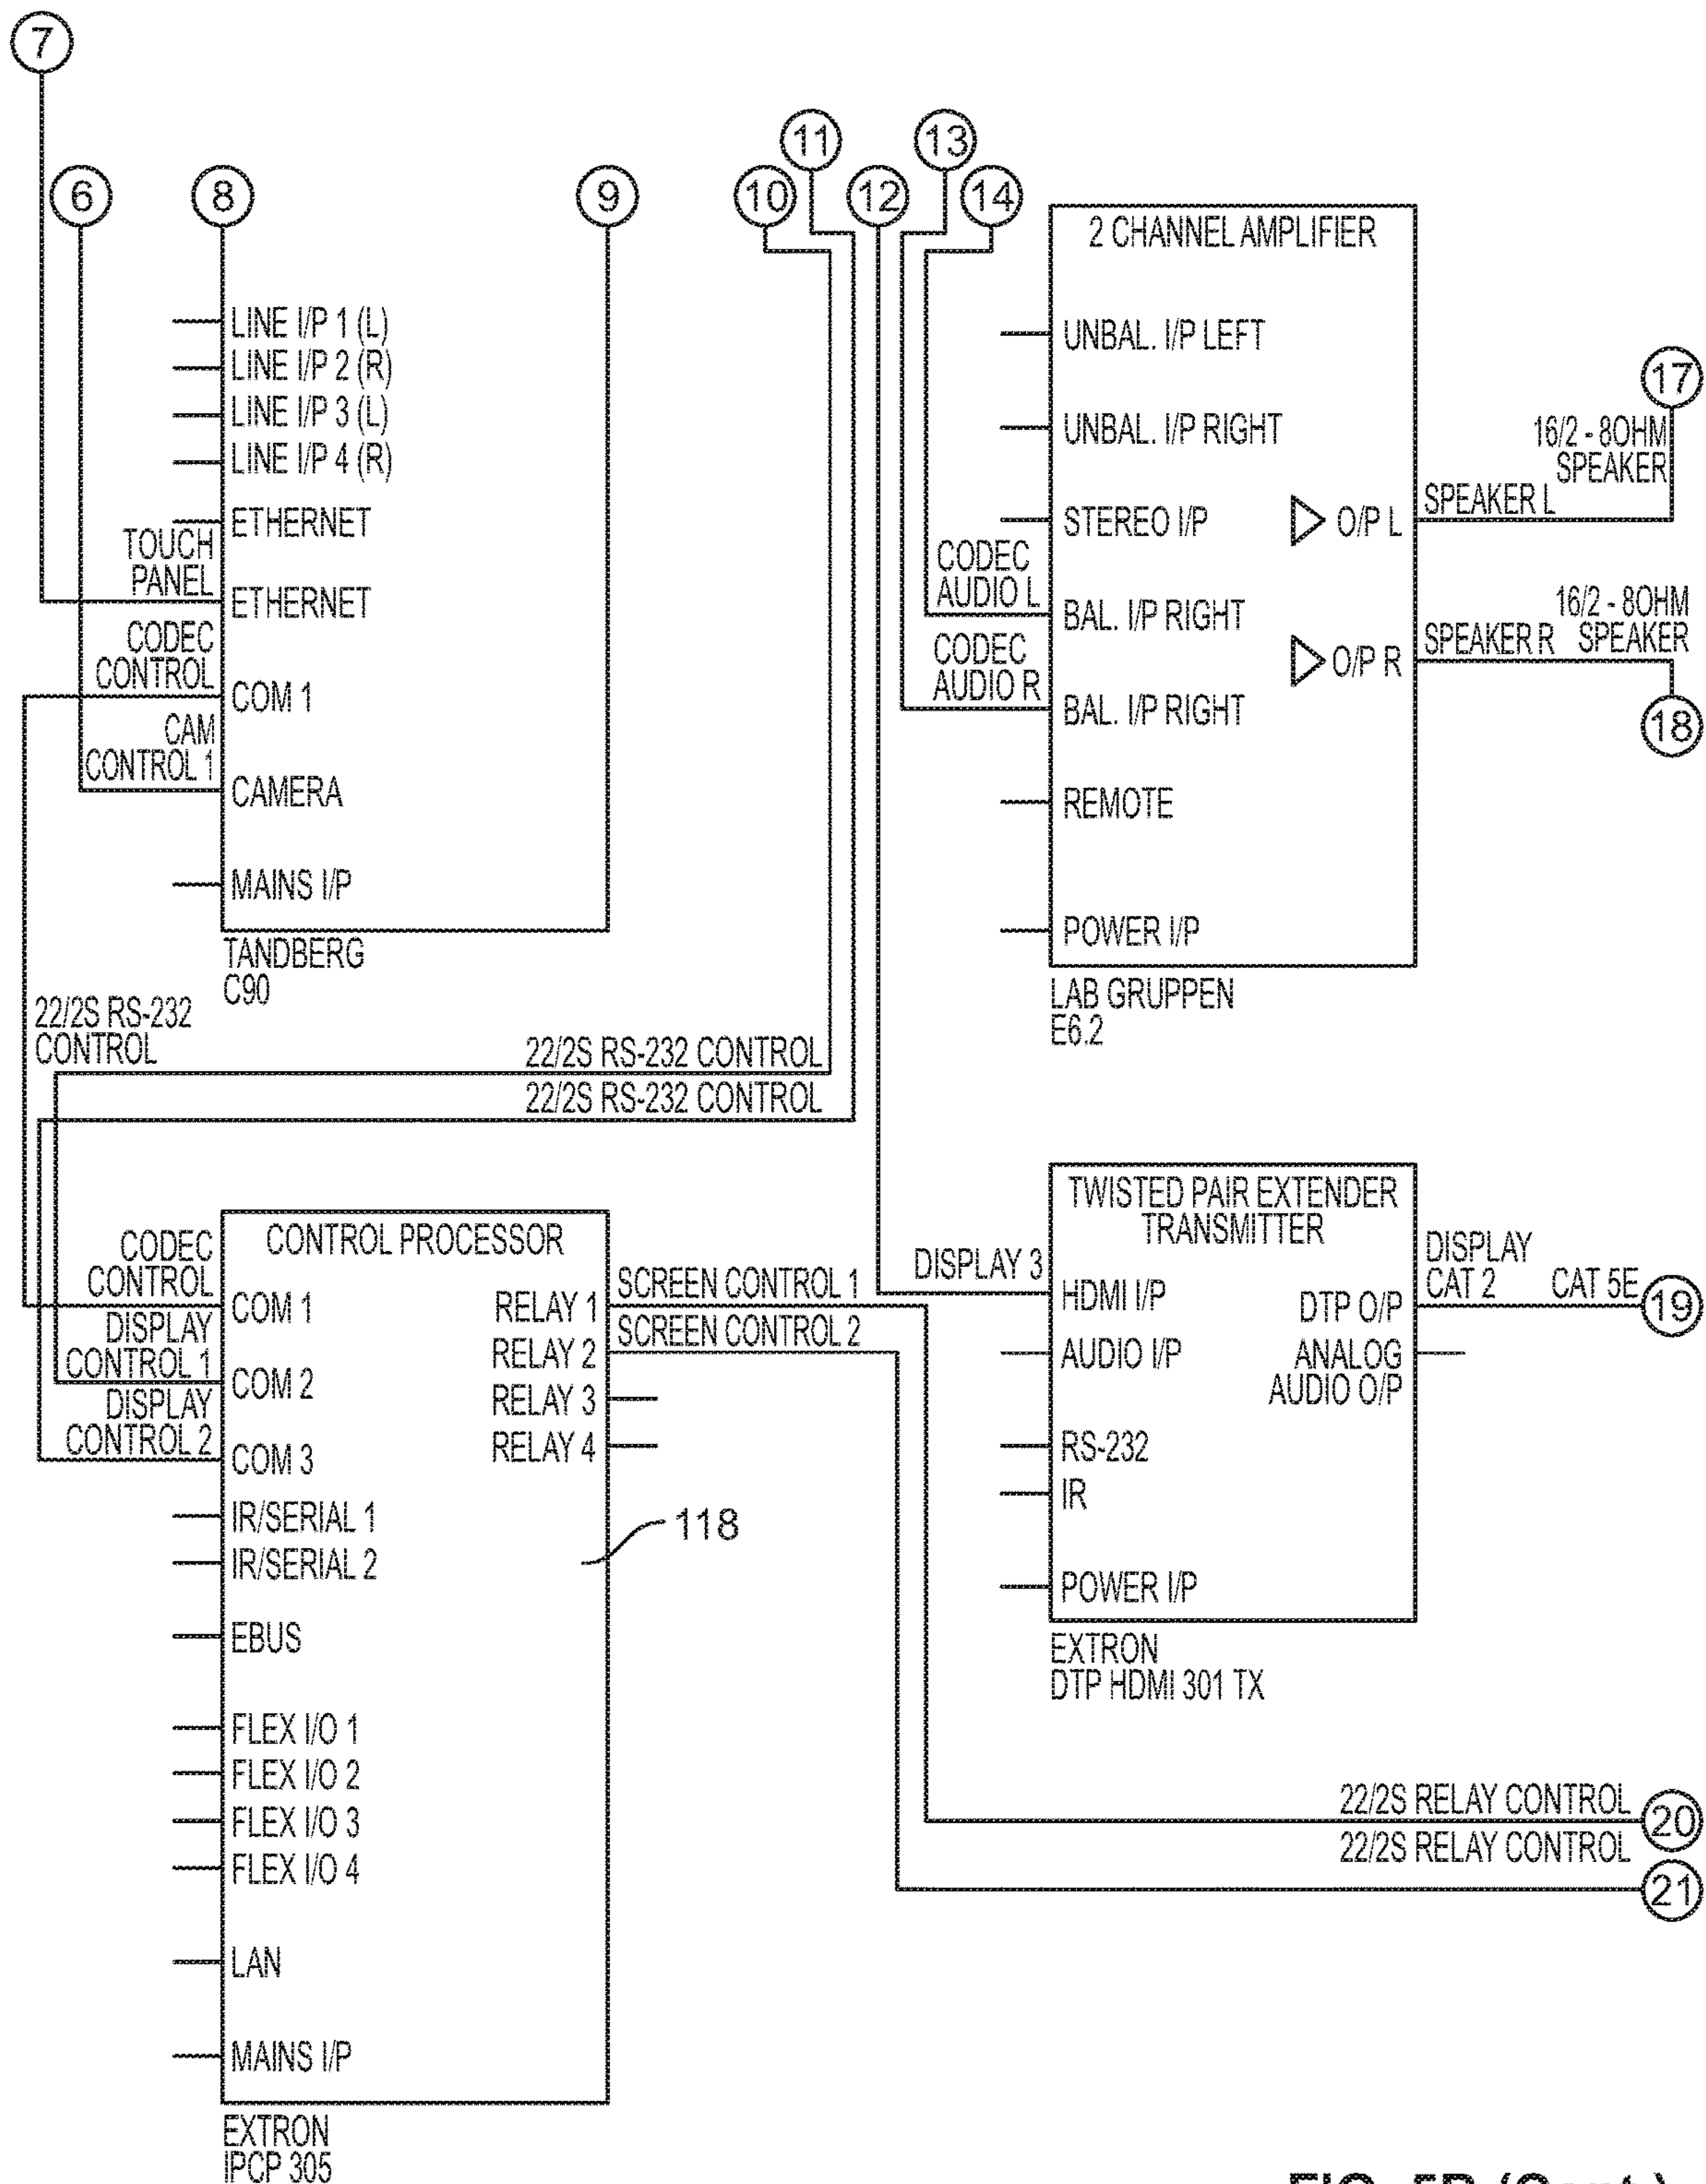 7
11
13
6
8
9
10
12
14
LINE I/P 1 (L)
LINE I/P 2 (R)
LINE I/P 3 (L)
LINE I/P 4 (R)
ETHERNET
TOUCH
PANEL
ETHERNET
CODEC
CONTROL
COM 1
CAM
CONTROL 1
CAMERA
MAINS I/P
TANDBERG
C90
2 CHANNEL AMPLIFIER
UNBAL. I/P LEFT
UNBAL. I/P RIGHT
STEREO I/P
CODEC
AUDIO L
BAL. I/P RIGHT
CODEC
AUDIO R
BAL. I/P RIGHT
REMOTE
POWER I/P
O/P L
O/P R
SPEAKER L
16/2 - 8OHM
SPEAKER
17
SPEAKER R
16/2 - 8OHM
SPEAKER
18
LAB GRUPPEN
E6.2
22/2S RS-232
CONTROL
22/2S RS-232 CONTROL
22/2S RS-232 CONTROL
CONTROL PROCESSOR
CODEC
CONTROL
COM 1
DISPLAY
CONTROL 1
COM 2
DISPLAY
CONTROL 2
COM 3
IR/SERIAL 1
IR/SERIAL 2
EBUS
FLEX I/O 1
FLEX I/O 2
FLEX I/O 3
FLEX I/O 4
LAN
MAINS I/P
RELAY 1
RELAY 2
RELAY 3
RELAY 4
SCREEN CONTROL 1
SCREEN CONTROL 2
118
EXTRON
IPCP 305
TWISTED PAIR EXTENDER
TRANSMITTER
DISPLAY 3
HDMI I/P
AUDIO I/P
RS-232
IR
POWER I/P
DTP O/P
ANALOG
AUDIO O/P
DISPLAY
CAT 2
CAT 5E
19
EXTRON
DTP HDMI 301 TX
22/2S RELAY CONTROL
20
22/2S RELAY CONTROL
21
FIG. 5B (Cont.)